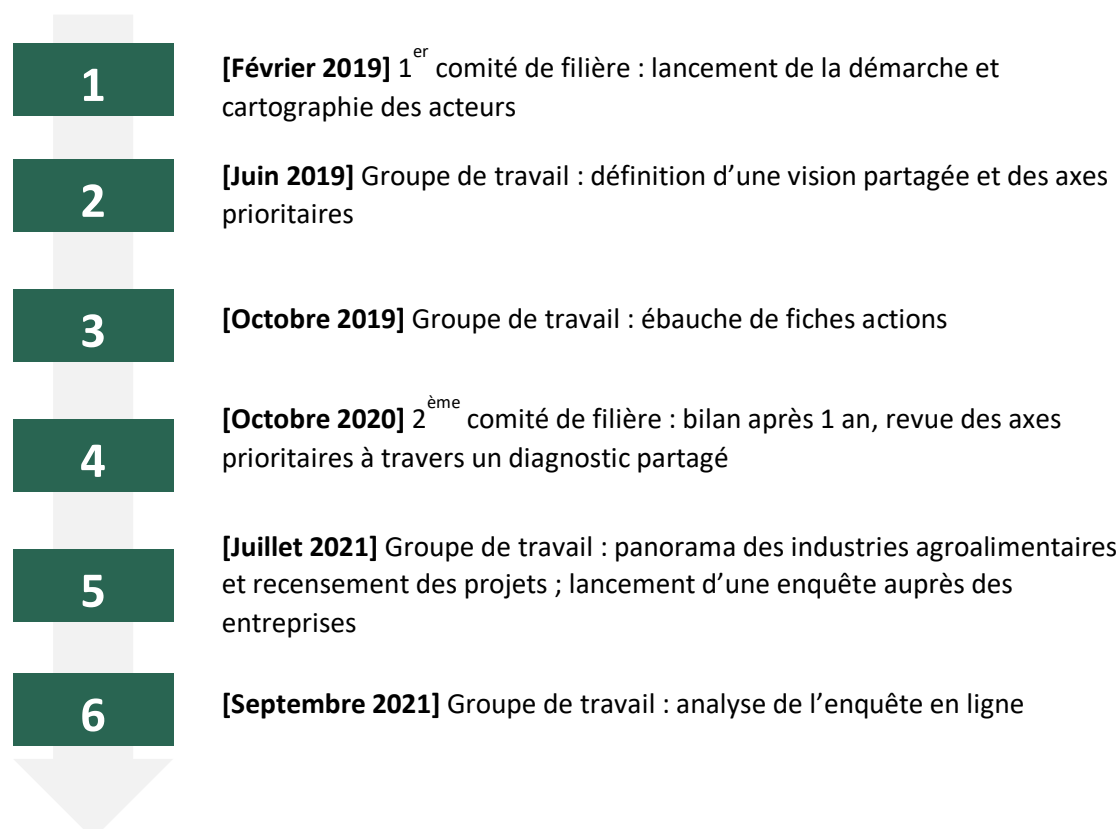 1
[Février 2019] 1er comité de filière : lancement de la démarche et
cartographie des acteurs
2
[Juin 2019] Groupe de travail : définition d’une vision partagée et des axes
prioritaires
3
[Octobre 2019] Groupe de travail : ébauche de fiches actions
4
[Octobre 2020] 2ème comité de filière : bilan après 1 an, revue des axes
prioritaires à travers un diagnostic partagé
5
[Juillet 2021] Groupe de travail : panorama des industries agroalimentaires
et recensement des projets ; lancement d’une enquête auprès des
entreprises
6
[Septembre 2021] Groupe de travail : analyse de l’enquête en ligne